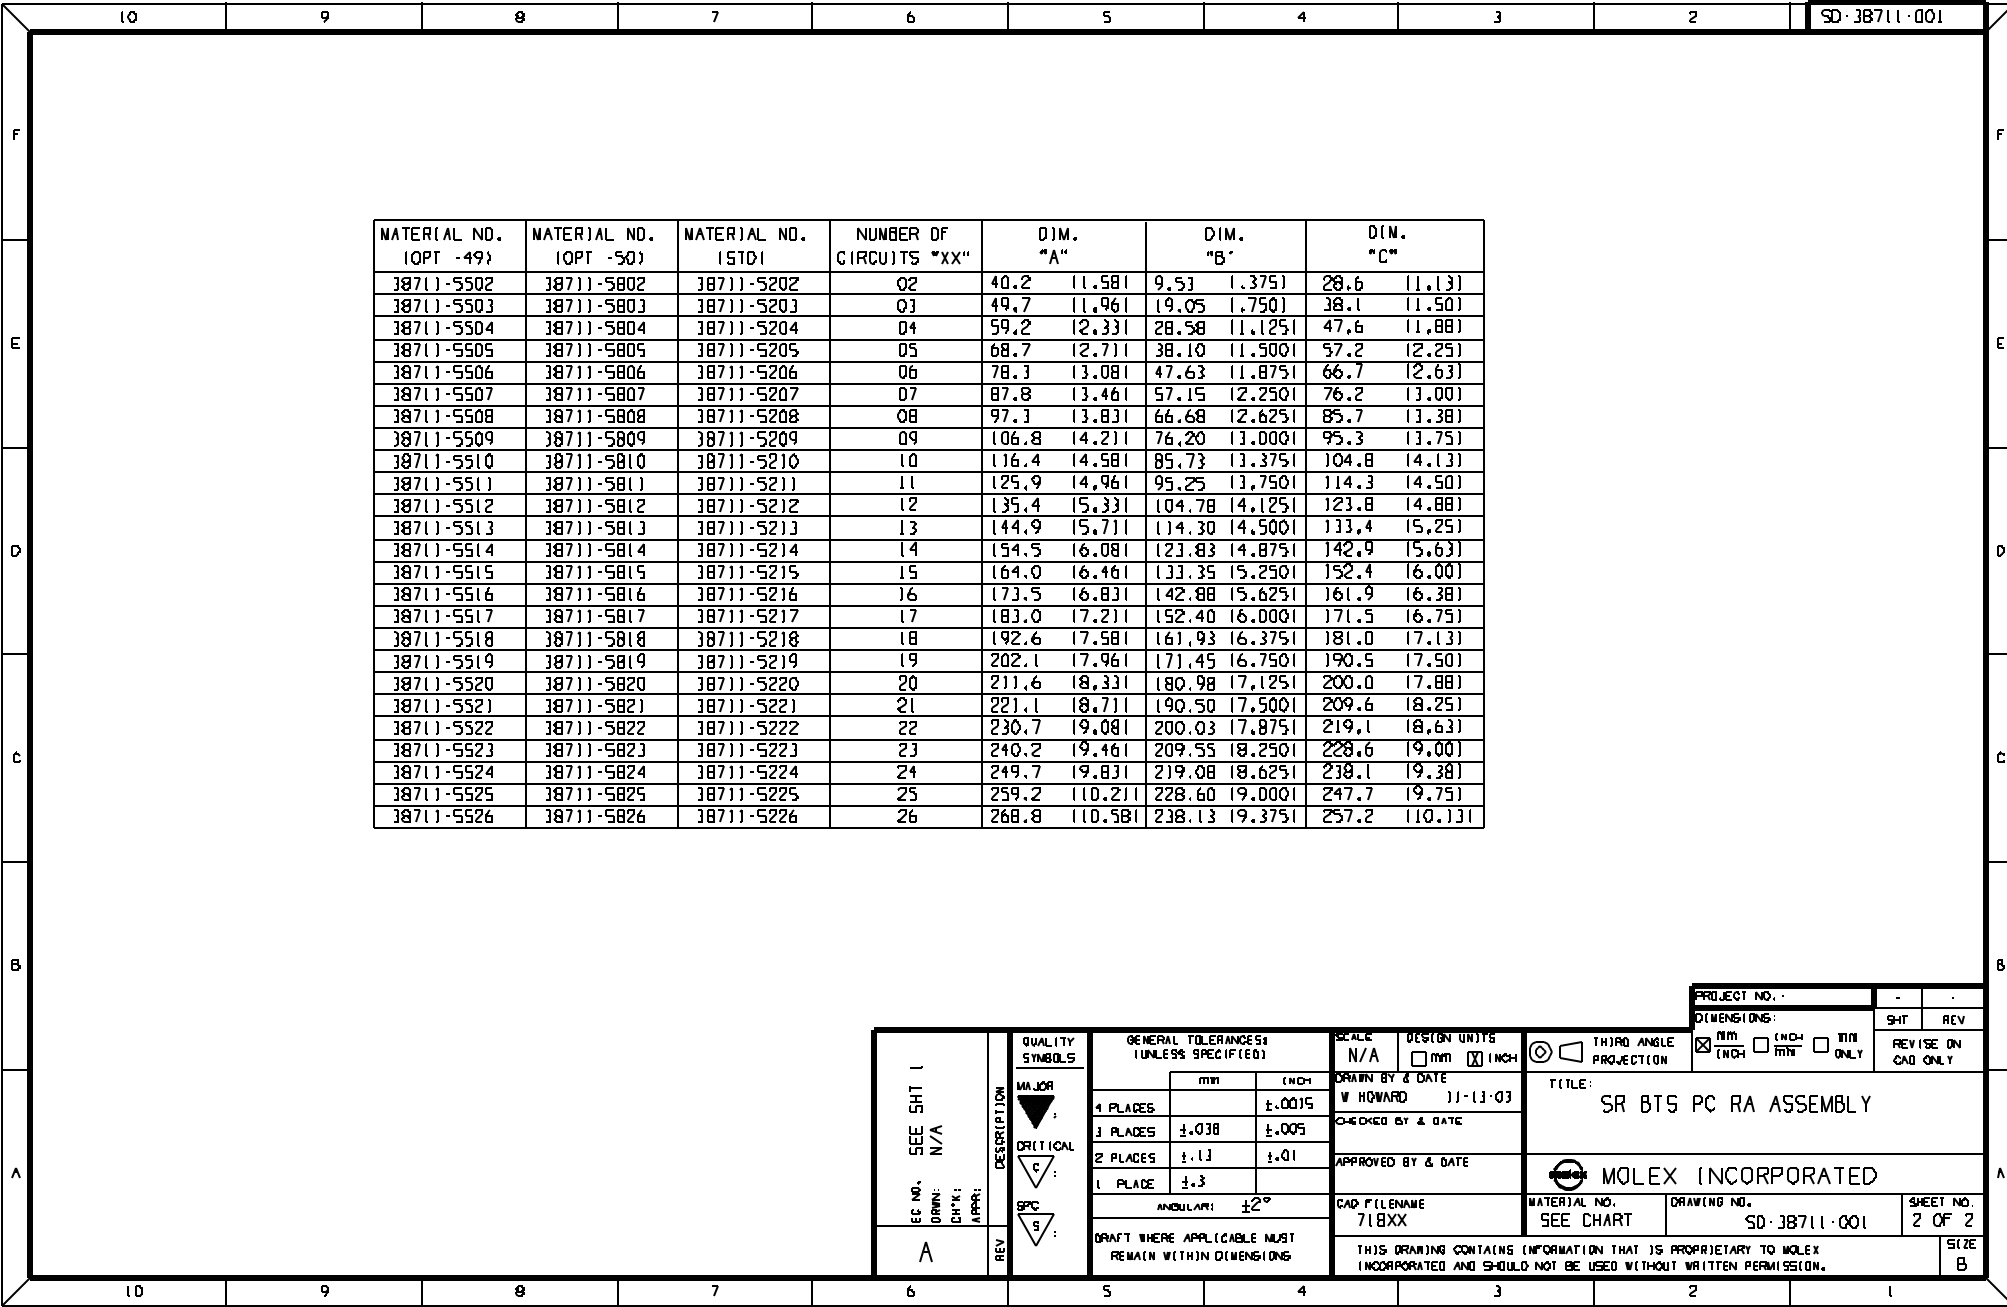 10 9 8 7 6 5 4 3 2 SD-38711-001
F F
MATERIAL NO. (OPT -49) MATERIAL NO. (OPT -50) MATERIAL NO. (STD) NUMBER OF CIRCUITS "XX" DIM. "A" DIM. "B" DIM. "C"
38711-5502 38711-5802 38711-5202 02 40.2 (1.58) 9.53 (.375) 28.6 (1.13)
38711-5503 38711-5803 38711-5203 03 49.7 (1.96) 19.05 (.750) 38.1 (1.50)
38711-5504 38711-5804 38711-5204 04 59.2 (2.33) 28.58 (1.125) 47.6 (1.88)
38711-5505 38711-5805 38711-5205 05 68.7 (2.71) 38.10 (1.500) 57.2 (2.25)
38711-5506 38711-5806 38711-5206 06 78.3 (3.08) 47.63 (1.875) 66.7 (2.63)
38711-5507 38711-5807 38711-5207 07 87.8 (3.46) 57.15 (2.250) 76.2 (3.00)
38711-5508 38711-5808 38711-5208 08 97.3 (3.83) 66.68 (2.625) 85.7 (3.38)
38711-5509 38711-5809 38711-5209 09 106.8 (4.21) 76.20 (3.000) 95.3 (3.75)
38711-5510 38711-5810 38711-5210 10 116.4 (4.58) 85.73 (3.375) 104.8 (4.13)
38711-5511 38711-5811 38711-5211 11 125.9 (4.96) 95.25 (3.750) 114.3 (4.50)
38711-5512 38711-5812 38711-5212 12 135.4 (5.33) 104.78 (4.125) 123.8 (4.88)
38711-5513 38711-5813 38711-5213 13 144.9 (5.71) 114.30 (4.500) 133.4 (5.25)
38711-5514 38711-5814 38711-5214 14 154.5 (6.08) 123.83 (4.875) 142.9 (5.63)
38711-5515 38711-5815 38711-5215 15 164.0 (6.46) 133.35 (5.250) 152.4 (6.00)
38711-5516 38711-5816 38711-5216 16 173.5 (6.83) 142.88 (5.625) 161.9 (6.38)
38711-5517 38711-5817 38711-5217 17 183.0 (7.21) 152.40 (6.000) 171.5 (6.75)
38711-5518 38711-5818 38711-5218 18 192.6 (7.58) 161.93 (6.375) 181.0 (7.13)
38711-5519 38711-5819 38711-5219 19 202.1 (7.96) 171.45 (6.750) 190.5 (7.50)
38711-5520 38711-5820 38711-5220 20 211.6 (8.33) 180.98 (7.125) 200.0 (7.88)
38711-5521 38711-5821 38711-5221 21 221.1 (8.71) 190.50 (7.500) 209.6 (8.25)
38711-5522 38711-5822 38711-5222 22 230.7 (9.08) 200.03 (7.875) 219.1 (8.63)
38711-5523 38711-5823 38711-5223 23 240.2 (9.46) 209.55 (8.250) 228.6 (9.00)
38711-5524 38711-5824 38711-5224 24 249.7 (9.83) 219.08 (8.625) 238.1 (9.38)
38711-5525 38711-5825 38711-5225 25 259.2 (10.21) 228.60 (9.000) 247.7 (9.75)
38711-5526 38711-5826 38711-5226 26 268.8 (10.58) 238.13 (9.375) 257.2 (10.13)
E E
D D
C C
B B
A A
PROJECT NO. - - -
DIMENSIONS: mm/INCH INCH/mm mm ONLY
SHT REV
REVISE ON
CAD ONLY
EC NO. SEE SHT 1
DRWN: N/A
CH'K:
APPR:
DESCRIPTION
REV
A
QUALITY
SYMBOLS
MAJOR
:
CRITICAL
C :
SPC
S :
GENERAL TOLERANCES:
(UNLESS SPECIFIED)
mm INCH
4 PLACES ±.0015
3 PLACES ±.038 ±.005
2 PLACES ±.13 ±.01
1 PLACE ±.3
ANGULAR: ±2°
DRAFT WHERE APPLICABLE MUST
REMAIN WITHIN DIMENSIONS
SCALE
N/A
DESIGN UNITS
mm X INCH
DRAWN BY & DATE
W HOWARD 11-13-03
CHECKED BY & DATE
APPROVED BY & DATE
CAD FILENAME
718XX
THIRD ANGLE
PROJECTION
TITLE:
SR BTS PC RA ASSEMBLY
molex MOLEX INCORPORATED
MATERIAL NO.
SEE CHART
DRAWING NO.
SD-38711-001
SHEET NO.
2 OF 2
THIS DRAWING CONTAINS INFORMATION THAT IS PROPRIETARY TO MOLEX
INCORPORATED AND SHOULD NOT BE USED WITHOUT WRITTEN PERMISSION.
SIZE
B
10 9 8 7 6 5 4 3 2 1